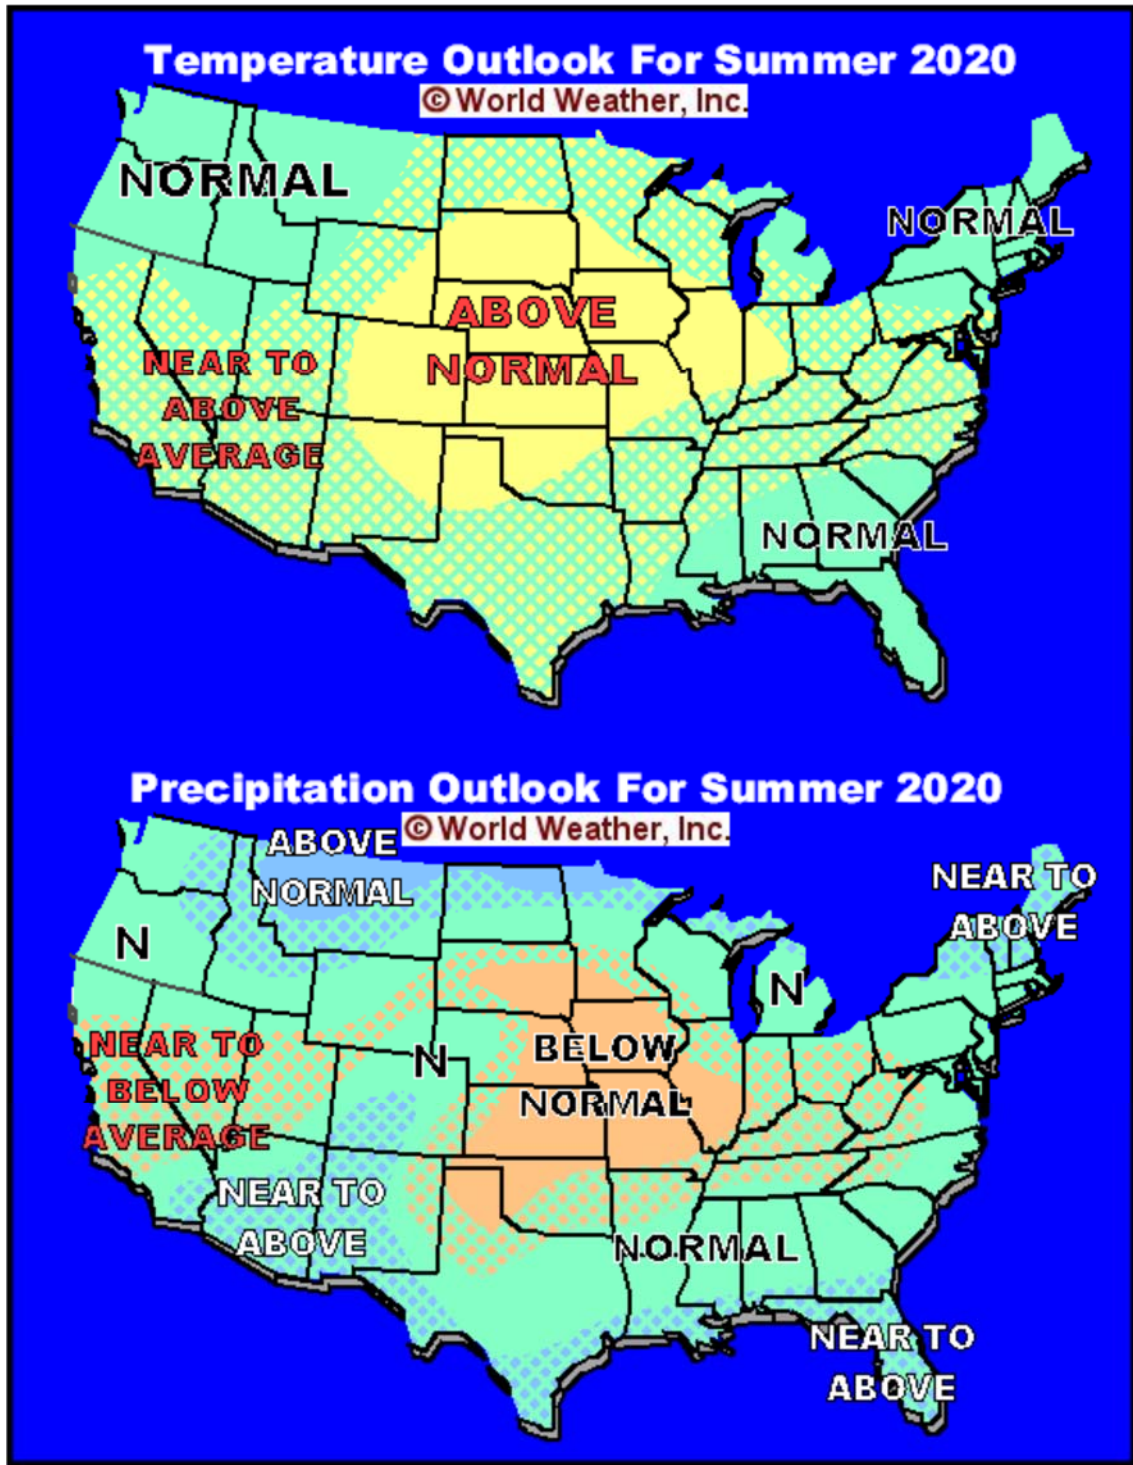 Temperature Outlook For Summer 2020
© World Weather, Inc.
NORMAL
NORMAL
ABOVE
NORMAL
NEAR TO
ABOVE
AVERAGE
NORMAL
Precipitation Outlook For Summer 2020
© World Weather, Inc.
ABOVE
NORMAL
NEAR TO
ABOVE
N
N
NEAR TO
BELOW
AVERAGE
N
BELOW
NORMAL
NEAR TO
ABOVE
NORMAL
NEAR TO
ABOVE